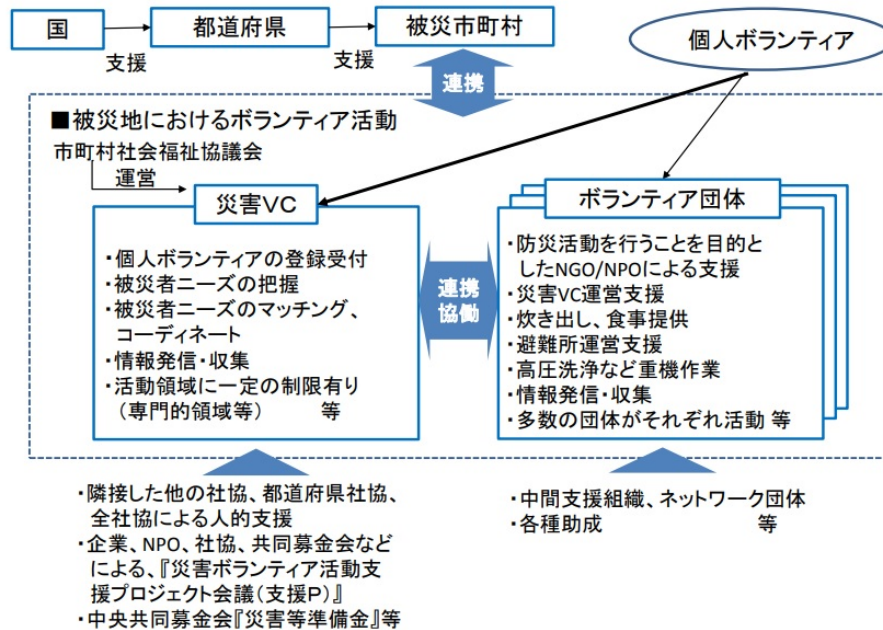 国
都道府県
被災市町村
支援
支援
個人ボランティア
連携
■被災地におけるボランティア活動
市町村社会福祉協議会
運営
災害VC
・個人ボランティアの登録受付
・被災者ニーズの把握
・被災者ニーズのマッチング、
コーディネート
・情報発信・収集
・活動領域に一定の制限有り
（専門的領域等） 等
連携
協働
ボランティア団体
・防災活動を行うことを目的と
したNGO/NPOによる支援
・災害VC運営支援
・炊き出し、食事提供
・避難所運営支援
・高圧洗浄など重機作業
・情報発信・収集
・多数の団体がそれぞれ活動 等
・隣接した他の社協、都道府県社協、
全社協による人的支援
・企業、NPO、社協、共同募金会など
による、『災害ボランティア活動支
援プロジェクト会議（支援P）』
・中央共同募金会『災害等準備金』等
・中間支援組織、ネットワーク団体
・各種助成 等